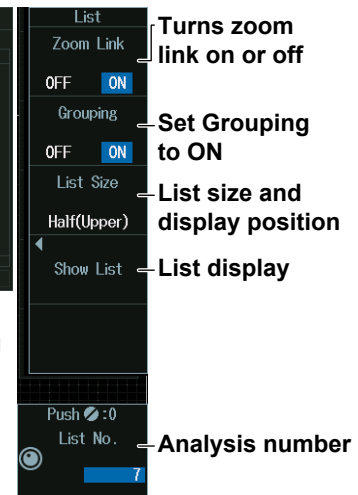 List
Zoom Link
OFF ON
Turns zoom
link on or off
Grouping
OFF ON
Set Grouping
to ON
List Size
Half(Upper)
List size and
display position
Show List
List display
Push :0
List No.
7
Analysis number